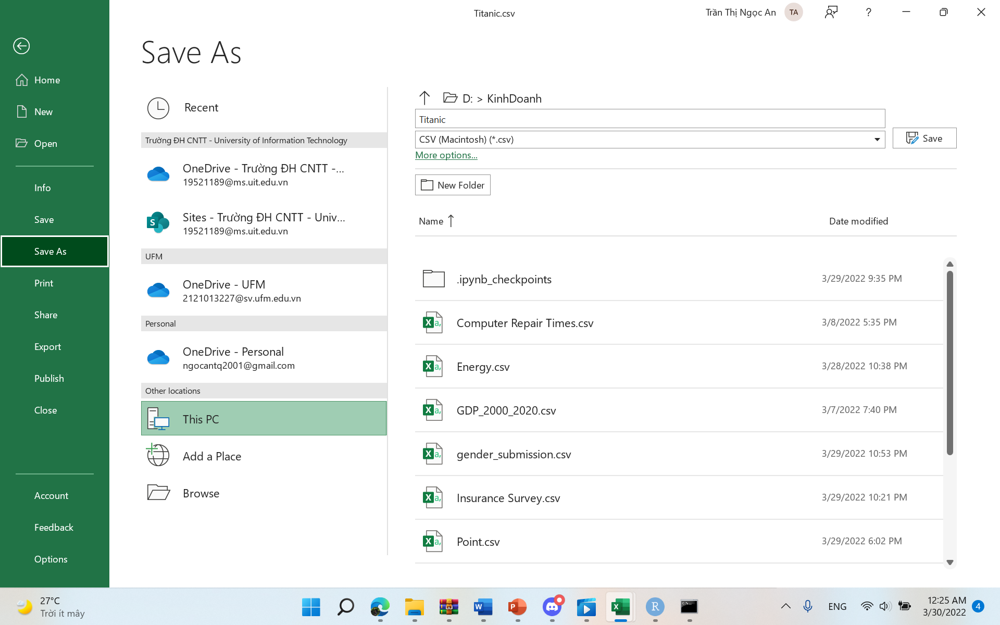 Titanic.csv
Trần Thị Ngọc An
TA
?
Save As
Home
New
Open
Info
Save
Save As
Print
Share
Export
Publish
Close
Account
Feedback
Options
Recent
Trường ĐH CNTT - University of Information Technology
OneDrive - Trường ĐH CNTT -...
19521189@ms.uit.edu.vn
Sites - Trường ĐH CNTT - Univ...
19521189@ms.uit.edu.vn
UFM
OneDrive - UFM
2121013227@sv.ufm.edu.vn
Personal
OneDrive - Personal
ngocantq2001@gmail.com
Other locations
This PC
Add a Place
Browse
D: > KinhDoanh
Titanic
CSV (Macintosh) (*.csv)
Save
More options...
New Folder
Name Date modified
.ipynb_checkpoints 3/29/2022 9:35 PM
Computer Repair Times.csv 3/8/2022 5:35 PM
Energy.csv 3/28/2022 10:38 PM
GDP_2000_2020.csv 3/7/2022 7:40 PM
gender_submission.csv 3/29/2022 10:53 PM
Insurance Survey.csv 3/29/2022 10:21 PM
Point.csv 3/29/2022 6:02 PM
27°C
Trời ít mây
ENG
12:25 AM
3/30/2022
4